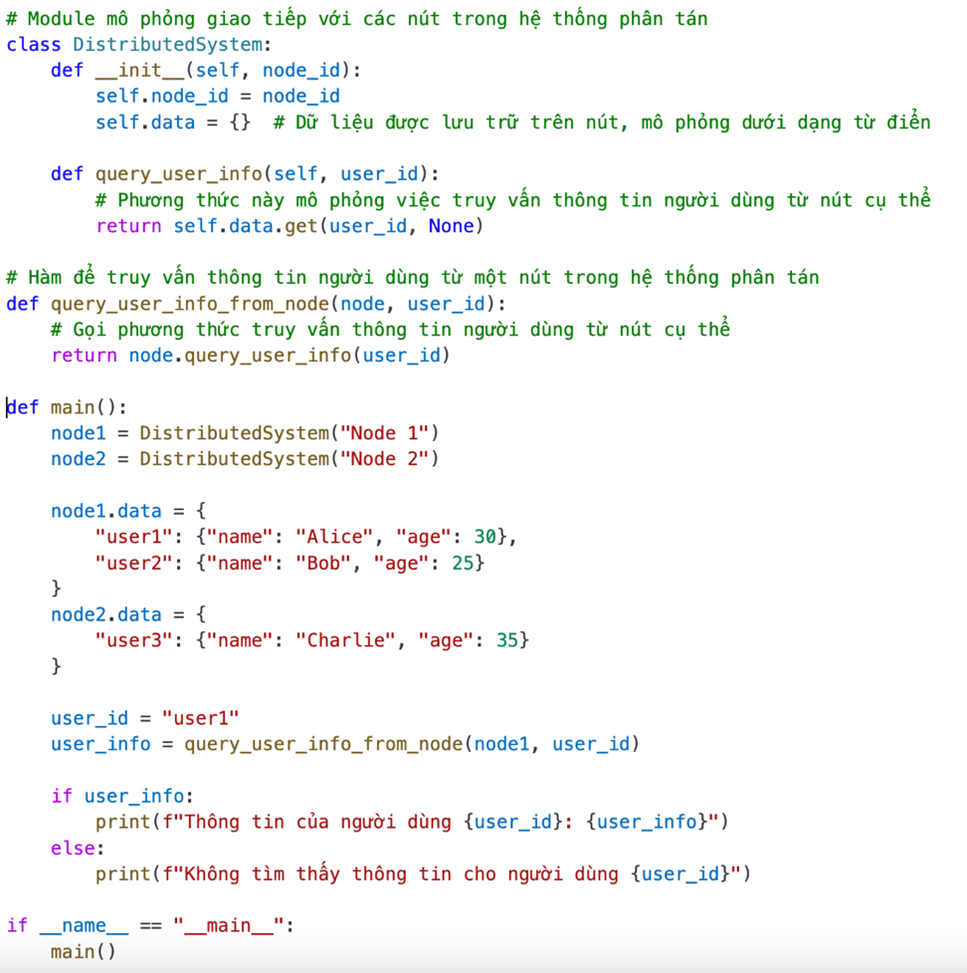 # Module mô phỏng giao tiếp với các nút trong hệ thống phân tán
class DistributedSystem:
    def __init__(self, node_id):
        self.node_id = node_id
        self.data = {}  # Dữ liệu được lưu trữ trên nút, mô phỏng dưới dạng từ điển

    def query_user_info(self, user_id):
        # Phương thức này mô phỏng việc truy vấn thông tin người dùng từ nút cụ thể
        return self.data.get(user_id, None)

# Hàm để truy vấn thông tin người dùng từ một nút trong hệ thống phân tán
def query_user_info_from_node(node, user_id):
    # Gọi phương thức truy vấn thông tin người dùng từ nút cụ thể
    return node.query_user_info(user_id)

def main():
    node1 = DistributedSystem("Node 1")
    node2 = DistributedSystem("Node 2")

    node1.data = {
        "user1": {"name": "Alice", "age": 30},
        "user2": {"name": "Bob", "age": 25}
    }
    node2.data = {
        "user3": {"name": "Charlie", "age": 35}
    }

    user_id = "user1"
    user_info = query_user_info_from_node(node1, user_id)

    if user_info:
        print(f"Thông tin của người dùng {user_id}: {user_info}")
    else:
        print(f"Không tìm thấy thông tin cho người dùng {user_id}")

if __name__ == "__main__":
    main()